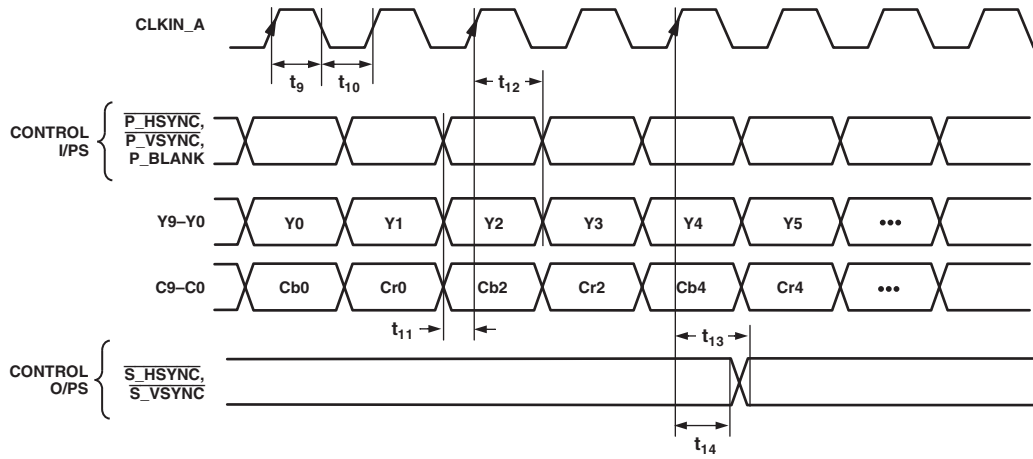 CLKIN_A
t9
t10
t12
CONTROL
I/PS
P_HSYNC,
P_VSYNC,
P_BLANK
Y9–Y0
Y0 Y1 Y2 Y3 Y4 Y5 •••
C9–C0
Cb0 Cr0 Cb2 Cr2 Cb4 Cr4 •••
t11
t13
CONTROL
O/PS
S_HSYNC,
S_VSYNC
t14